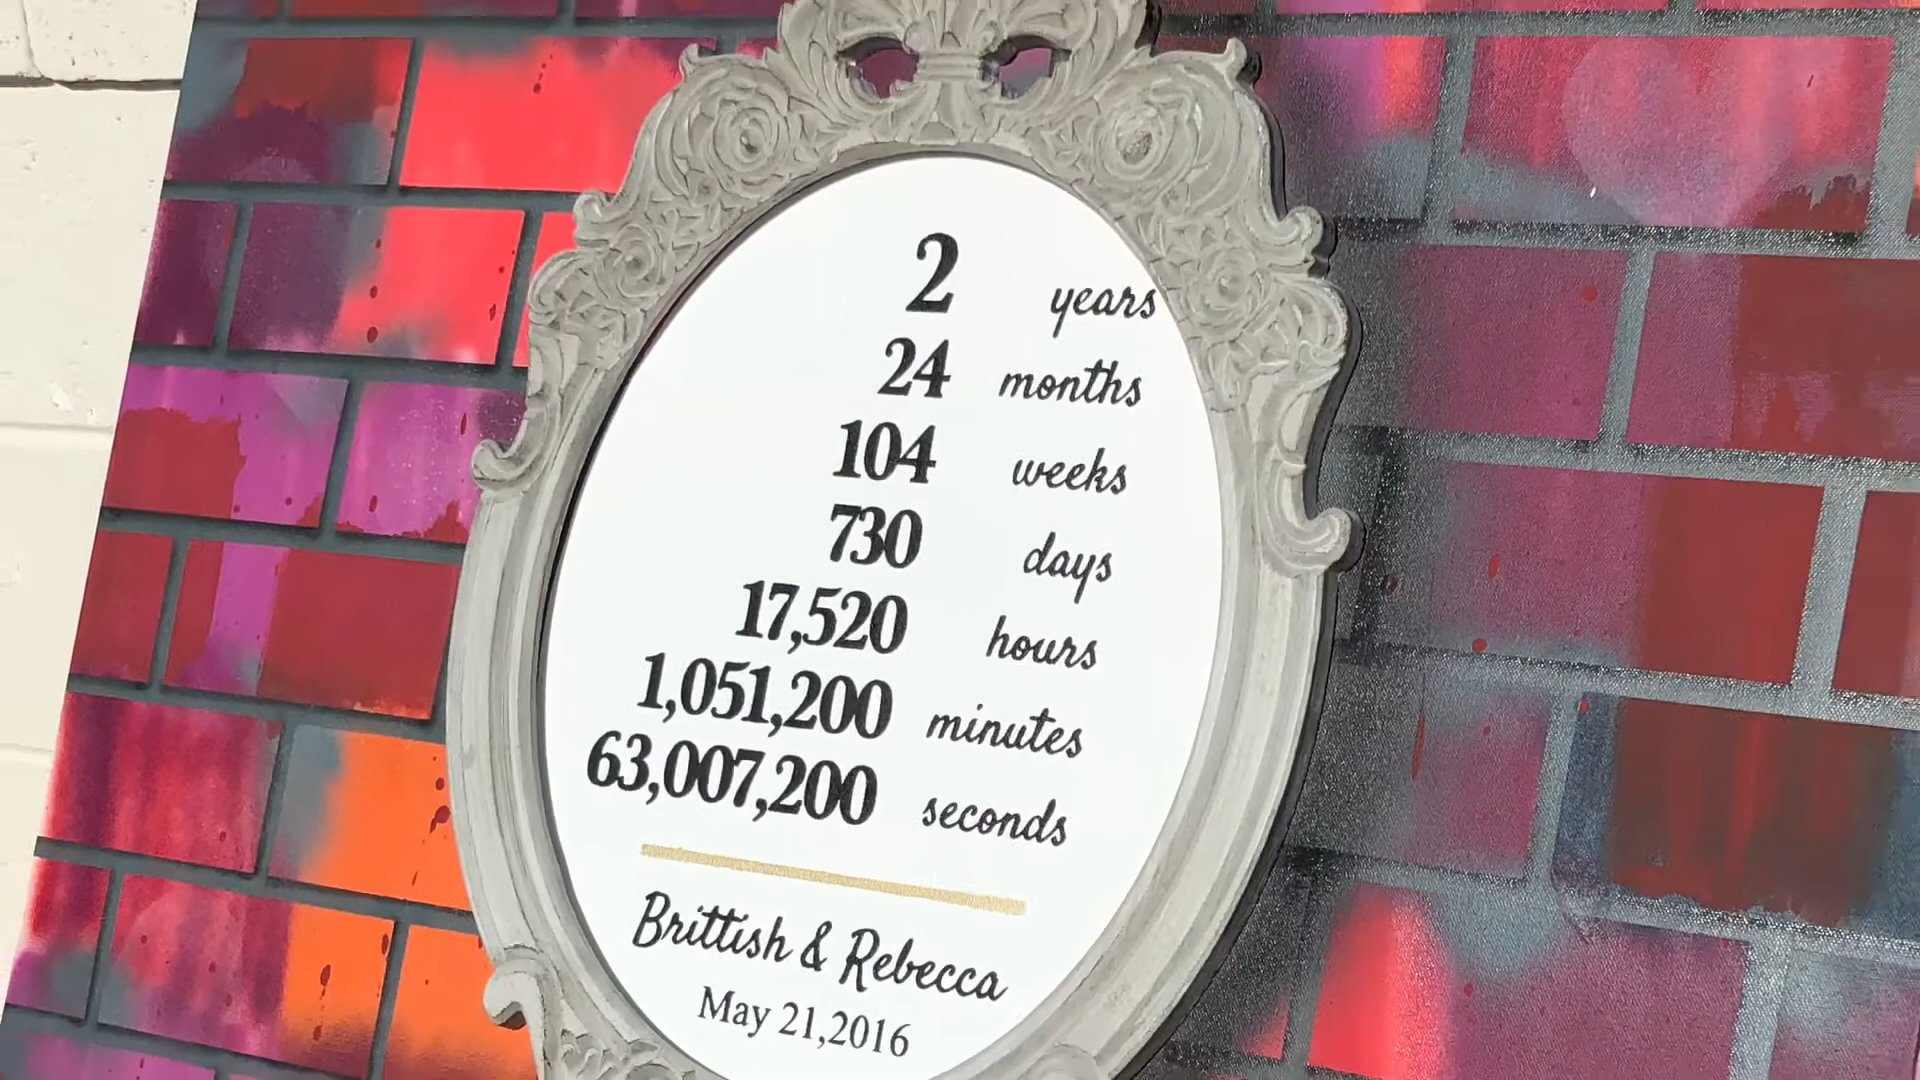 2 years
24 months
104 weeks
730 days
17,520 hours
1,051,200 minutes
63,007,200 seconds
Brittish & Rebecca
May 21,2016